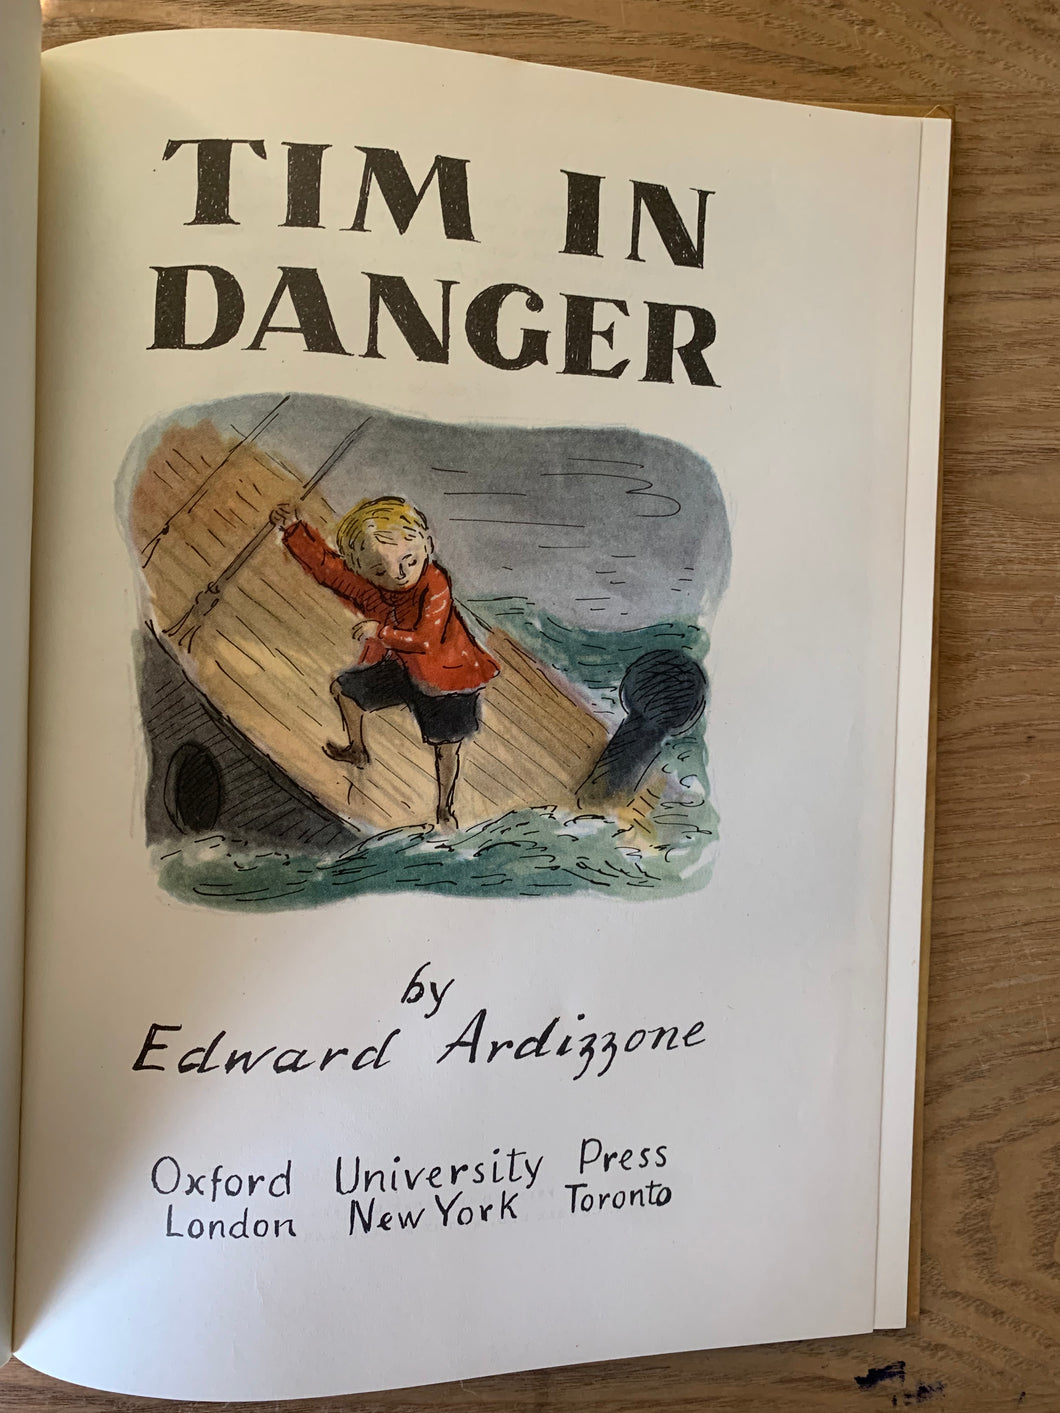 TIM IN
DANGER
by
Edward Ardizzone
Oxford University Press
London New York Toronto